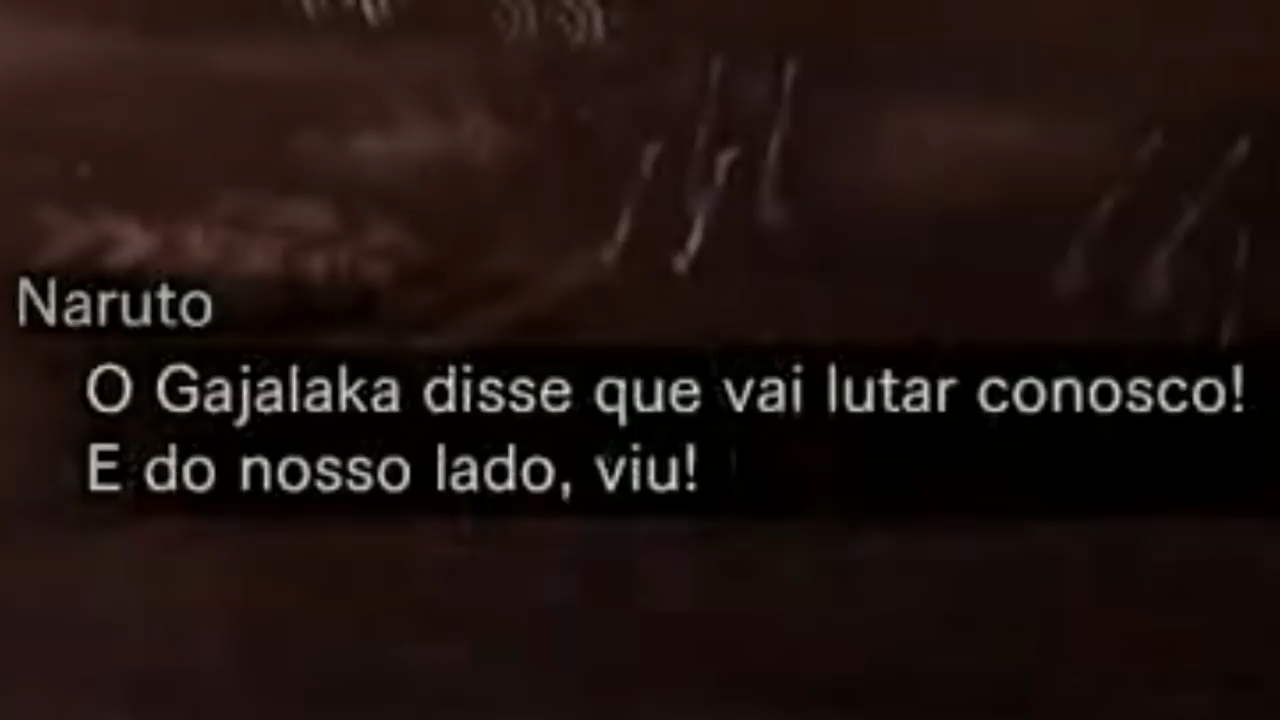 Naruto
O Gajalaka disse que vai lutar conosco!
E do nosso lado, viu!